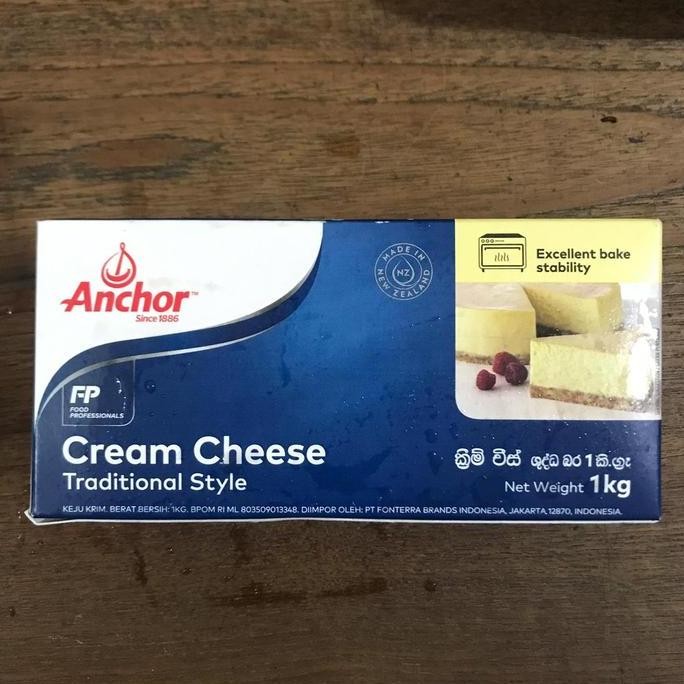 Anchor™
Since 1886
MADE IN
NZ
NEW ZEALAND
Excellent bake
stability
FP
FOOD
PROFESSIONALS
Cream Cheese
Traditional Style
ක්‍රීම් චීස් ශුද්ධ බර 1 කි.ග්‍රෑ
Net Weight 1kg
KEJU KRIM. BERAT BERSIH: 1KG. BPOM RI ML 803509013348. DIIMPOR OLEH: PT FONTERRA BRANDS INDONESIA, JAKARTA,12870, INDONESIA.